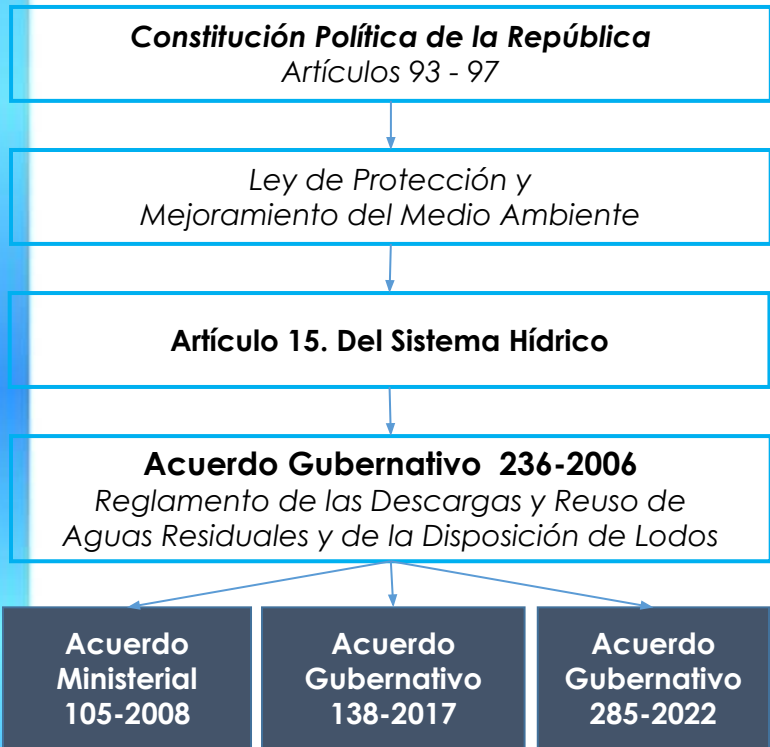 Constitución Política de la República
Artículos 93 - 97
Ley de Protección y
Mejoramiento del Medio Ambiente
Artículo 15. Del Sistema Hídrico
Acuerdo Gubernativo 236-2006
Reglamento de las Descargas y Reuso de
Aguas Residuales y de la Disposición de Lodos
Acuerdo
Ministerial
105-2008
Acuerdo
Gubernativo
138-2017
Acuerdo
Gubernativo
285-2022